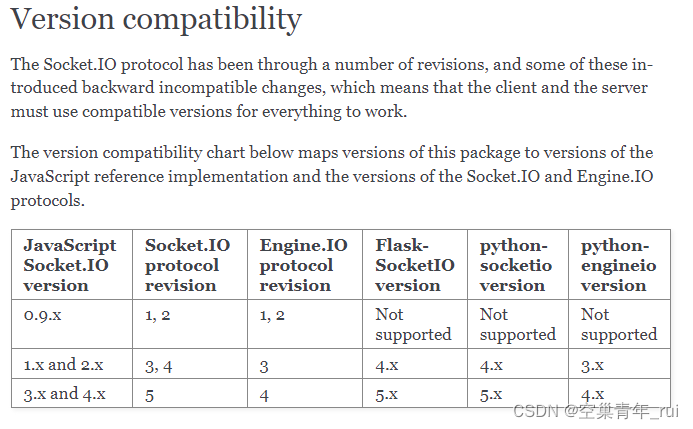 Version compatibility
The Socket.IO protocol has been through a number of revisions, and some of these in-
troduced backward incompatible changes, which means that the client and the server
must use compatible versions for everything to work.
The version compatibility chart below maps versions of this package to versions of the
JavaScript reference implementation and the versions of the Socket.IO and Engine.IO
protocols.
JavaScript Socket.IO version
Socket.IO protocol revision
Engine.IO protocol revision
Flask-SocketIO version
python-socketio version
python-engineio version
0.9.x 1, 2 1, 2 Not supported Not supported Not supported
1.x and 2.x 3, 4 3 4.x 4.x 3.x
3.x and 4.x 5 4 5.x 5.x 4.x
CSDN @空巢青年_rui